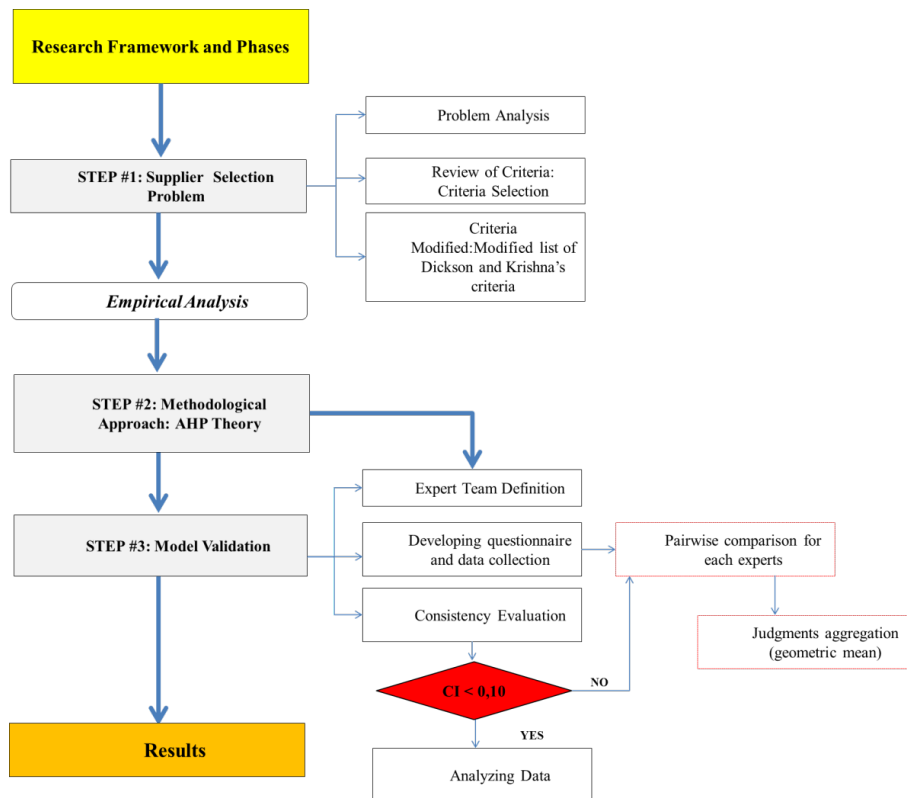 Research Framework and Phases
Problem Analysis
STEP #1: Supplier Selection
Problem
Review of Criteria:
Criteria Selection
Criteria
Modified:Modified list of
Dickson and Krishna's
criteria
Empirical Analysis
STEP #2: Methodological
Approach: AHP Theory
Expert Team Definition
STEP #3: Model Validation
Developing questionnaire
and data collection
Pairwise comparison for
each experts
Consistency Evaluation
Judgments aggregation
(geometric mean)
CI < 0,10
NO
YES
Results
Analyzing Data